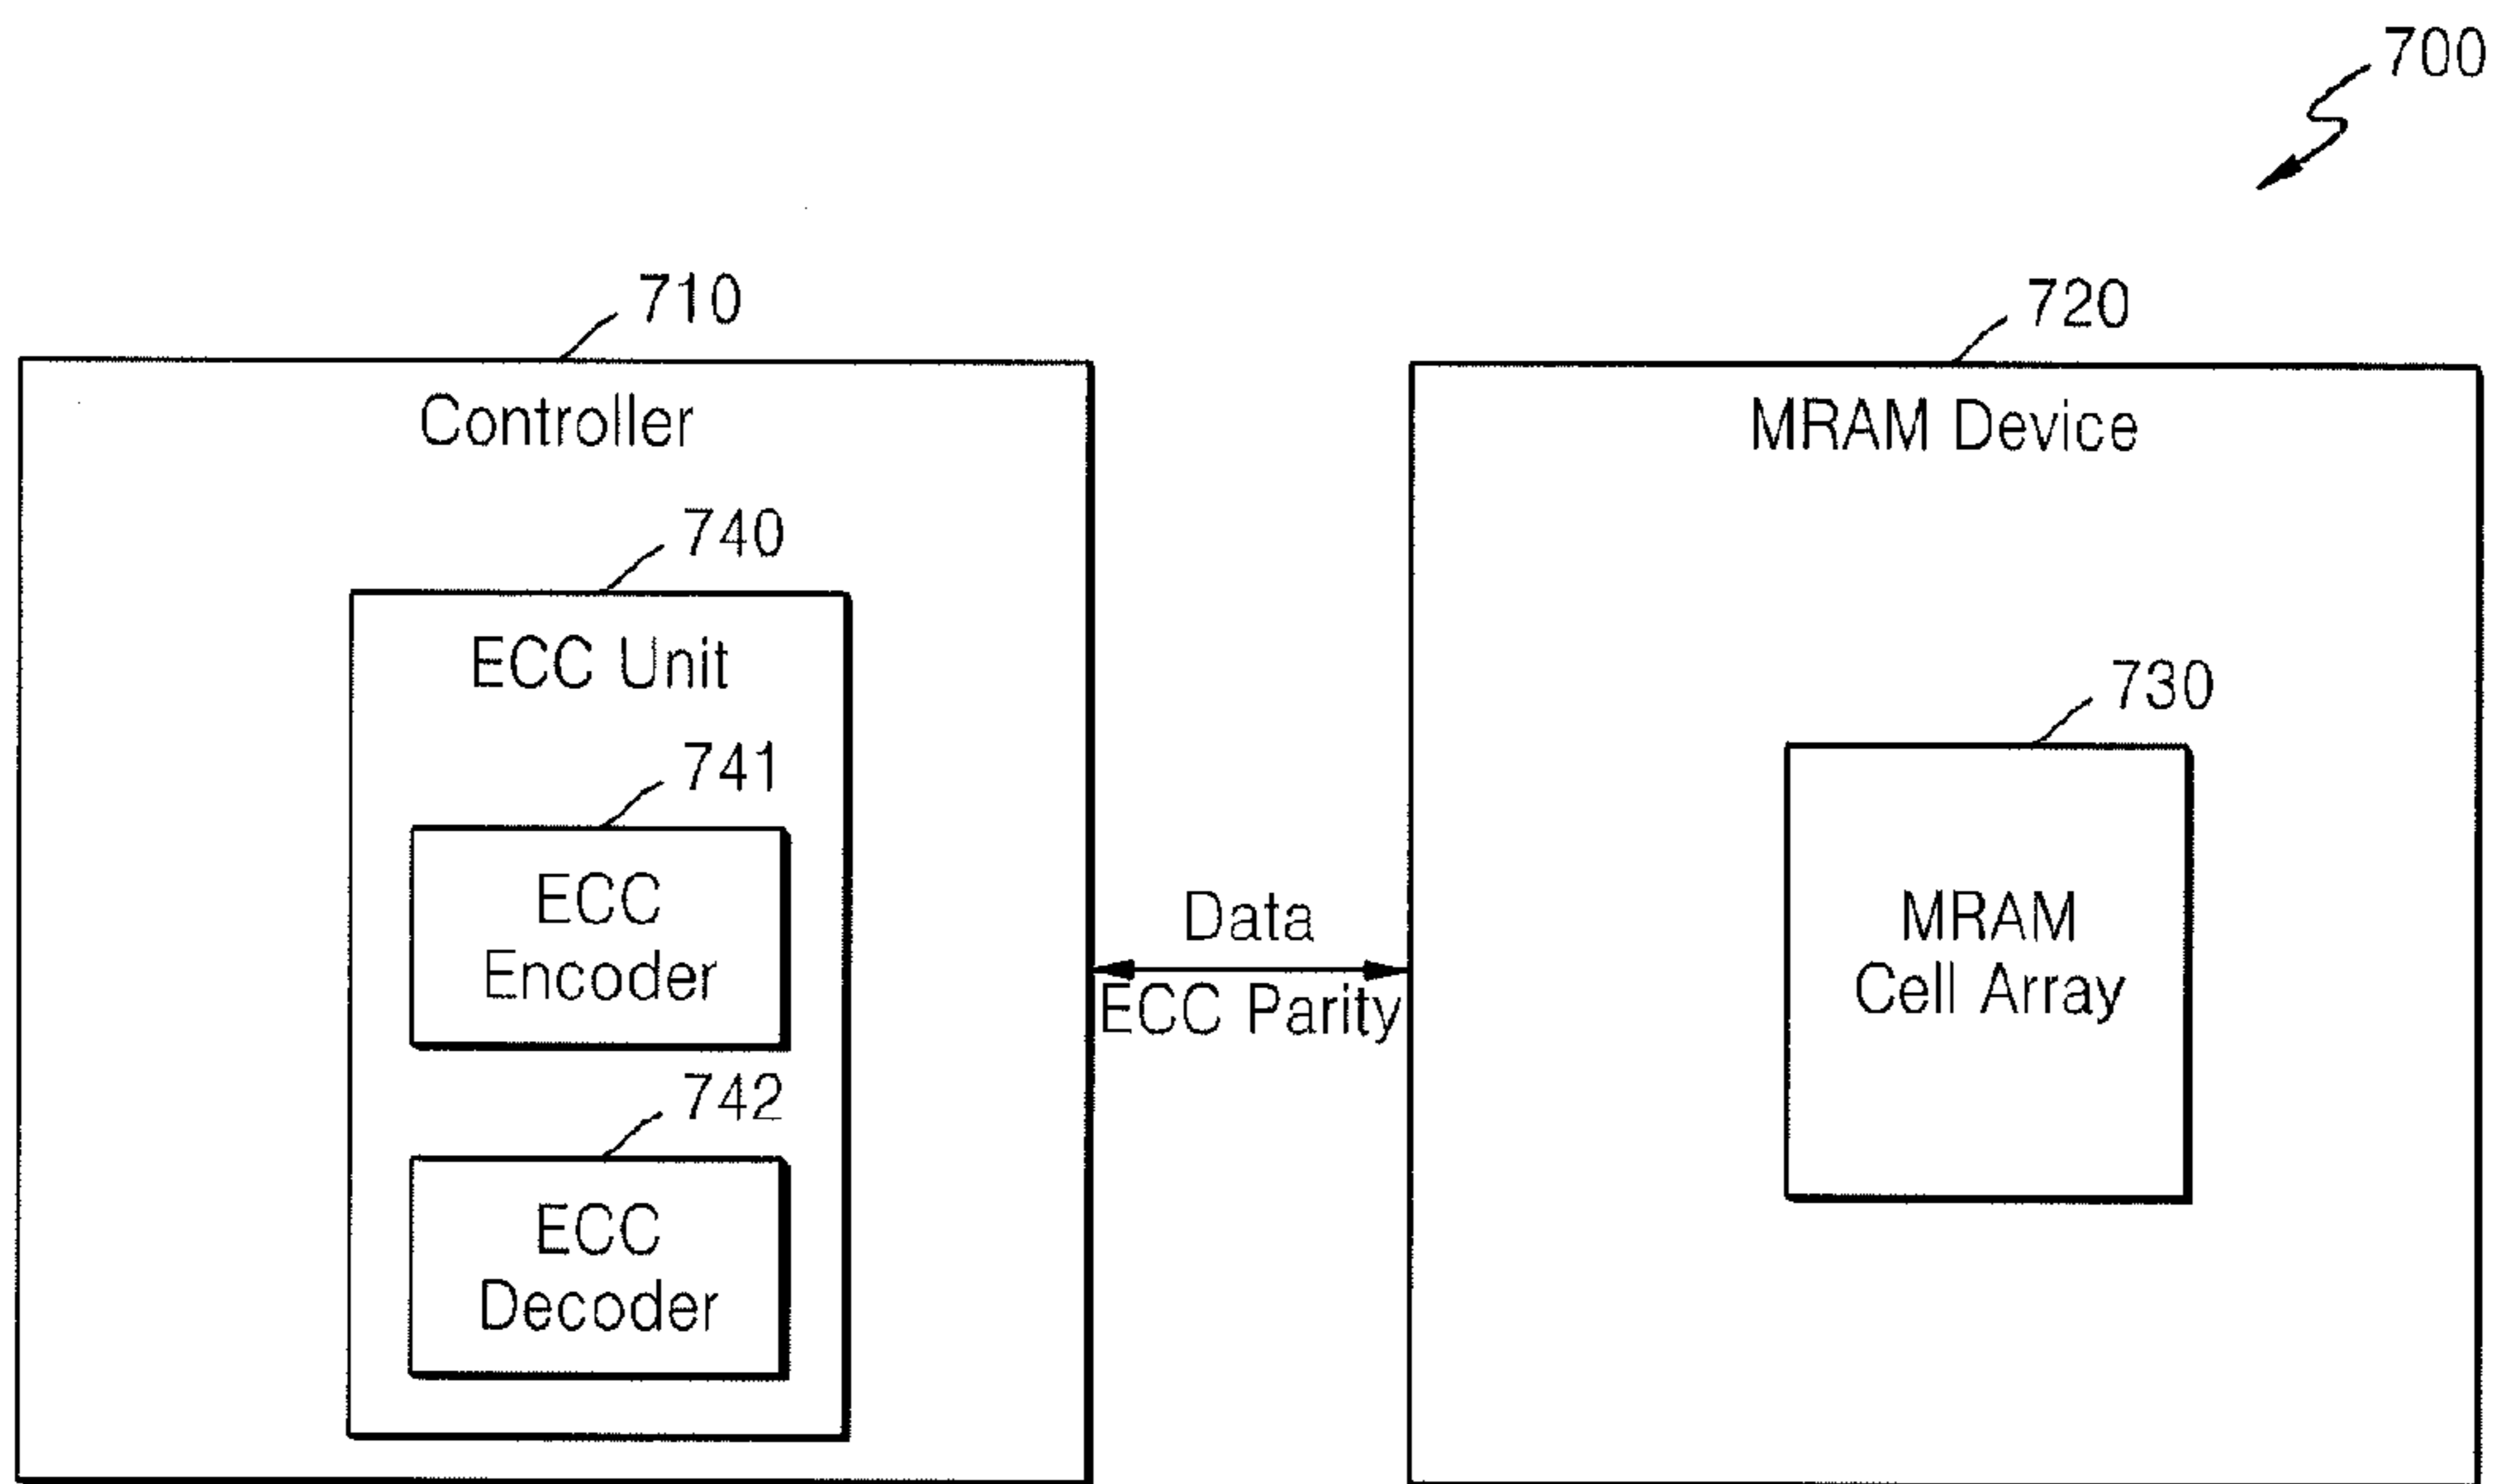 700
710
Controller
740
ECC Unit
741
ECC
Encoder
742
ECC
Decoder
Data
ECC Parity
720
MRAM Device
730
MRAM
Cell Array